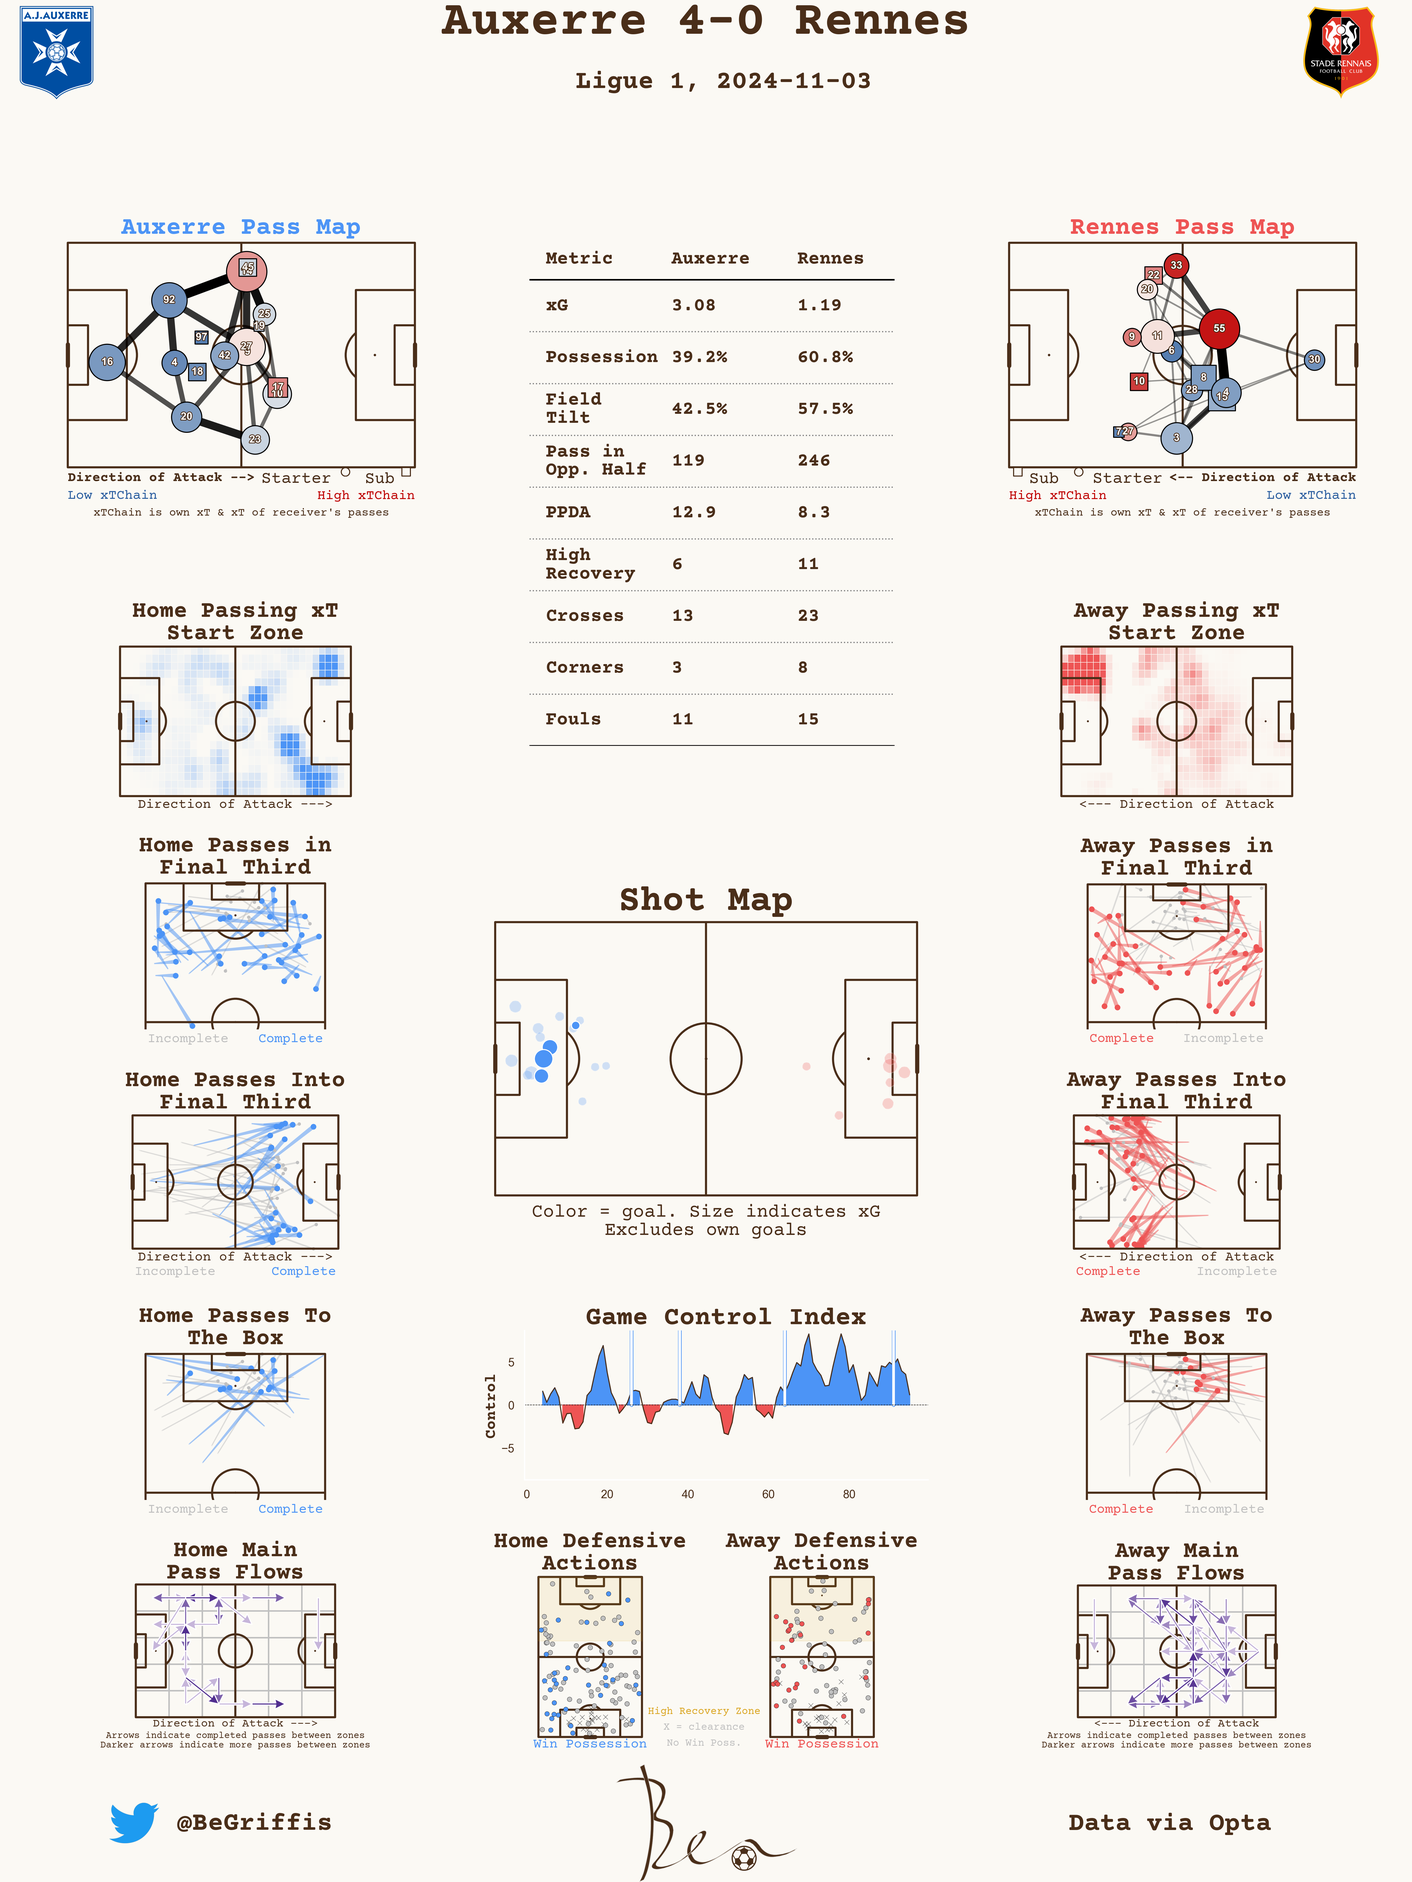 Auxerre 4-0 Rennes
Ligue 1, 2024-11-03
A.J.AUXERRE
STADE RENNAIS
FOOTBALL CLUB
1901
Auxerre Pass Map
92
45
25
19
97
27
9
16
4
42
18
17
10
20
23
Direction of Attack --> Starter Sub
Low xTChain High xTChain
xTChain is own xT & xT of receiver's passes
Metric Auxerre Rennes
xG 3.08 1.19
Possession 39.2% 60.8%
Field
Tilt 42.5% 57.5%
Pass in
Opp. Half 119 246
PPDA 12.9 8.3
High
Recovery 6 11
Crosses 13 23
Corners 3 8
Fouls 11 15
Rennes Pass Map
33
22
20
55
9
11
6
30
10
8
28
4
15
7
27
3
Sub Starter <-- Direction of Attack
High xTChain Low xTChain
xTChain is own xT & xT of receiver's passes
Home Passing xT
Start Zone
Direction of Attack --->
Away Passing xT
Start Zone
<--- Direction of Attack
Home Passes in
Final Third
Incomplete Complete
Away Passes in
Final Third
Complete Incomplete
Shot Map
Color = goal. Size indicates xG
Excludes own goals
Home Passes Into
Final Third
Direction of Attack --->
Incomplete Complete
Away Passes Into
Final Third
<--- Direction of Attack
Complete Incomplete
Home Passes To
The Box
Incomplete Complete
Game Control Index
Control
5
0
−5
0 20 40 60 80
Away Passes To
The Box
Complete Incomplete
Home Main
Pass Flows
Direction of Attack --->
Arrows indicate completed passes between zones
Darker arrows indicate more passes between zones
Home Defensive
Actions
Win Possession
Away Defensive
Actions
Win Possession
High Recovery Zone
X = clearance
No Win Poss.
Away Main
Pass Flows
<--- Direction of Attack
Arrows indicate completed passes between zones
Darker arrows indicate more passes between zones
@BeGriffis
Ben
Data via Opta